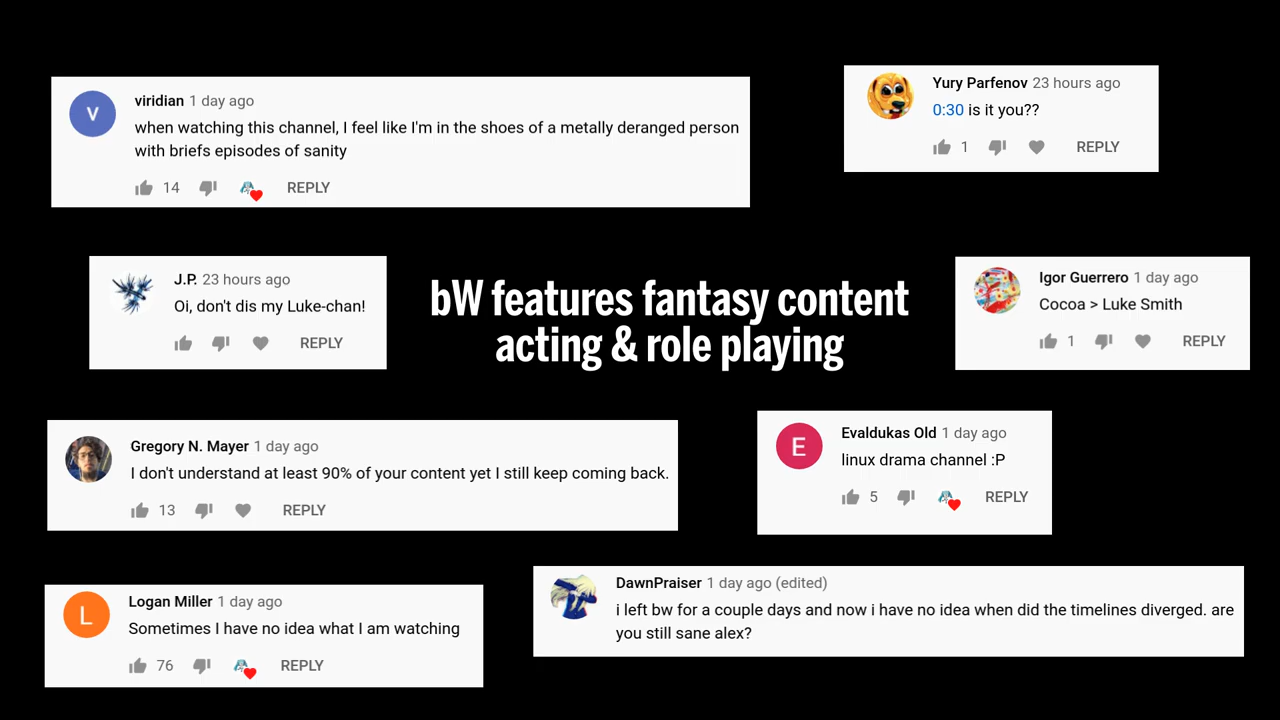 viridian 1 day ago
when watching this channel, I feel like I'm in the shoes of a metally deranged person
with briefs episodes of sanity
14 REPLY
Yury Parfenov 23 hours ago
0:30 is it you??
1 REPLY
J.P. 23 hours ago
Oi, don't dis my Luke-chan!
REPLY
bW features fantasy content
acting & role playing
Igor Guerrero 1 day ago
Cocoa > Luke Smith
1 REPLY
Gregory N. Mayer 1 day ago
I don't understand at least 90% of your content yet I still keep coming back.
13 REPLY
E
Evaldukas Old 1 day ago
linux drama channel :P
5 REPLY
L
Logan Miller 1 day ago
Sometimes I have no idea what I am watching
76 REPLY
DawnPraiser 1 day ago (edited)
i left bw for a couple days and now i have no idea when did the timelines diverged. are
you still sane alex?